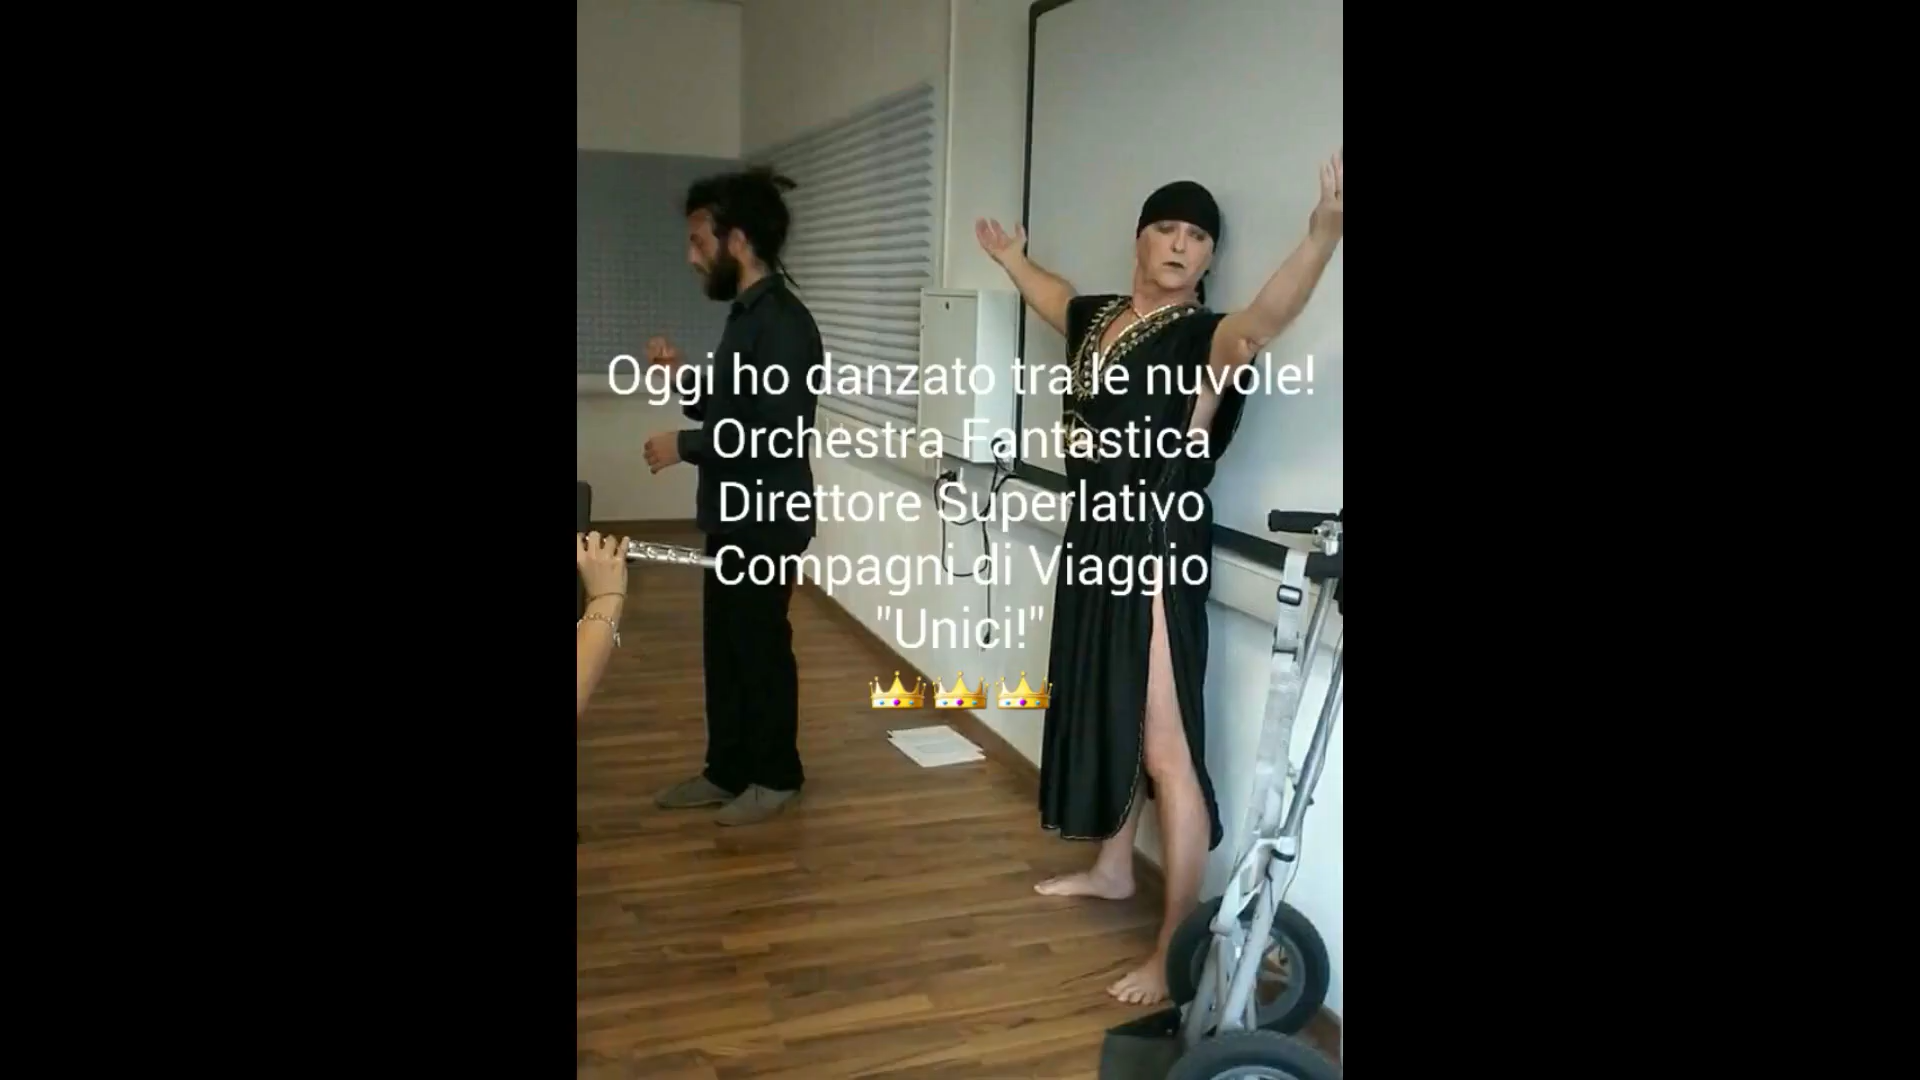 Oggi ho danzato tra le nuvole!
Orchestra Fantastica
Direttore Superlativo
Compagni di Viaggio
"Unici!"
👑👑👑